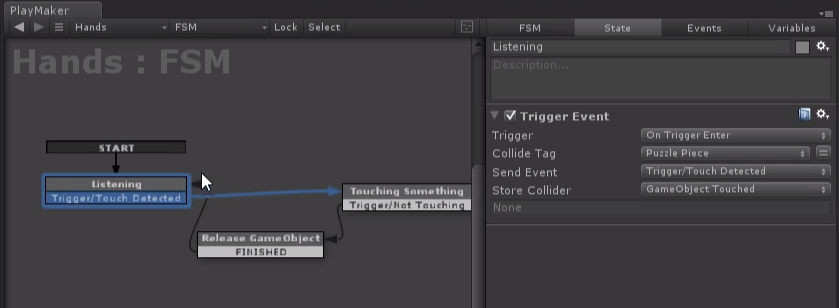 PlayMaker
Hands FSM Lock Select
Hands : FSM
START
Listening
Trigger/Touch Detected
Touching Something
Trigger/Not Touching
Release GameObject
FINISHED
FSM State Events Variables
Listening
Description...
Trigger Event
Trigger On Trigger Enter
Collide Tag Puzzle Piece
Send Event Trigger/Touch Detected
Store Collider GameObject Touched
None